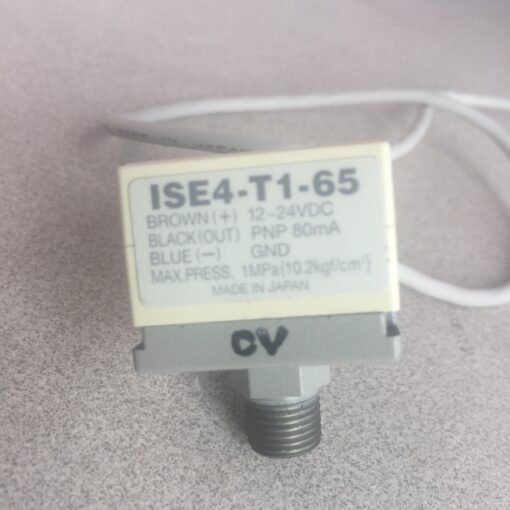 ISE4-T1-65
BROWN(+) 12~24VDC
BLACK(OUT) PNP 80mA
BLUE(−) GND
MAX.PRESS. 1MPa{10.2kgf/cm²}
MADE IN JAPAN
CV